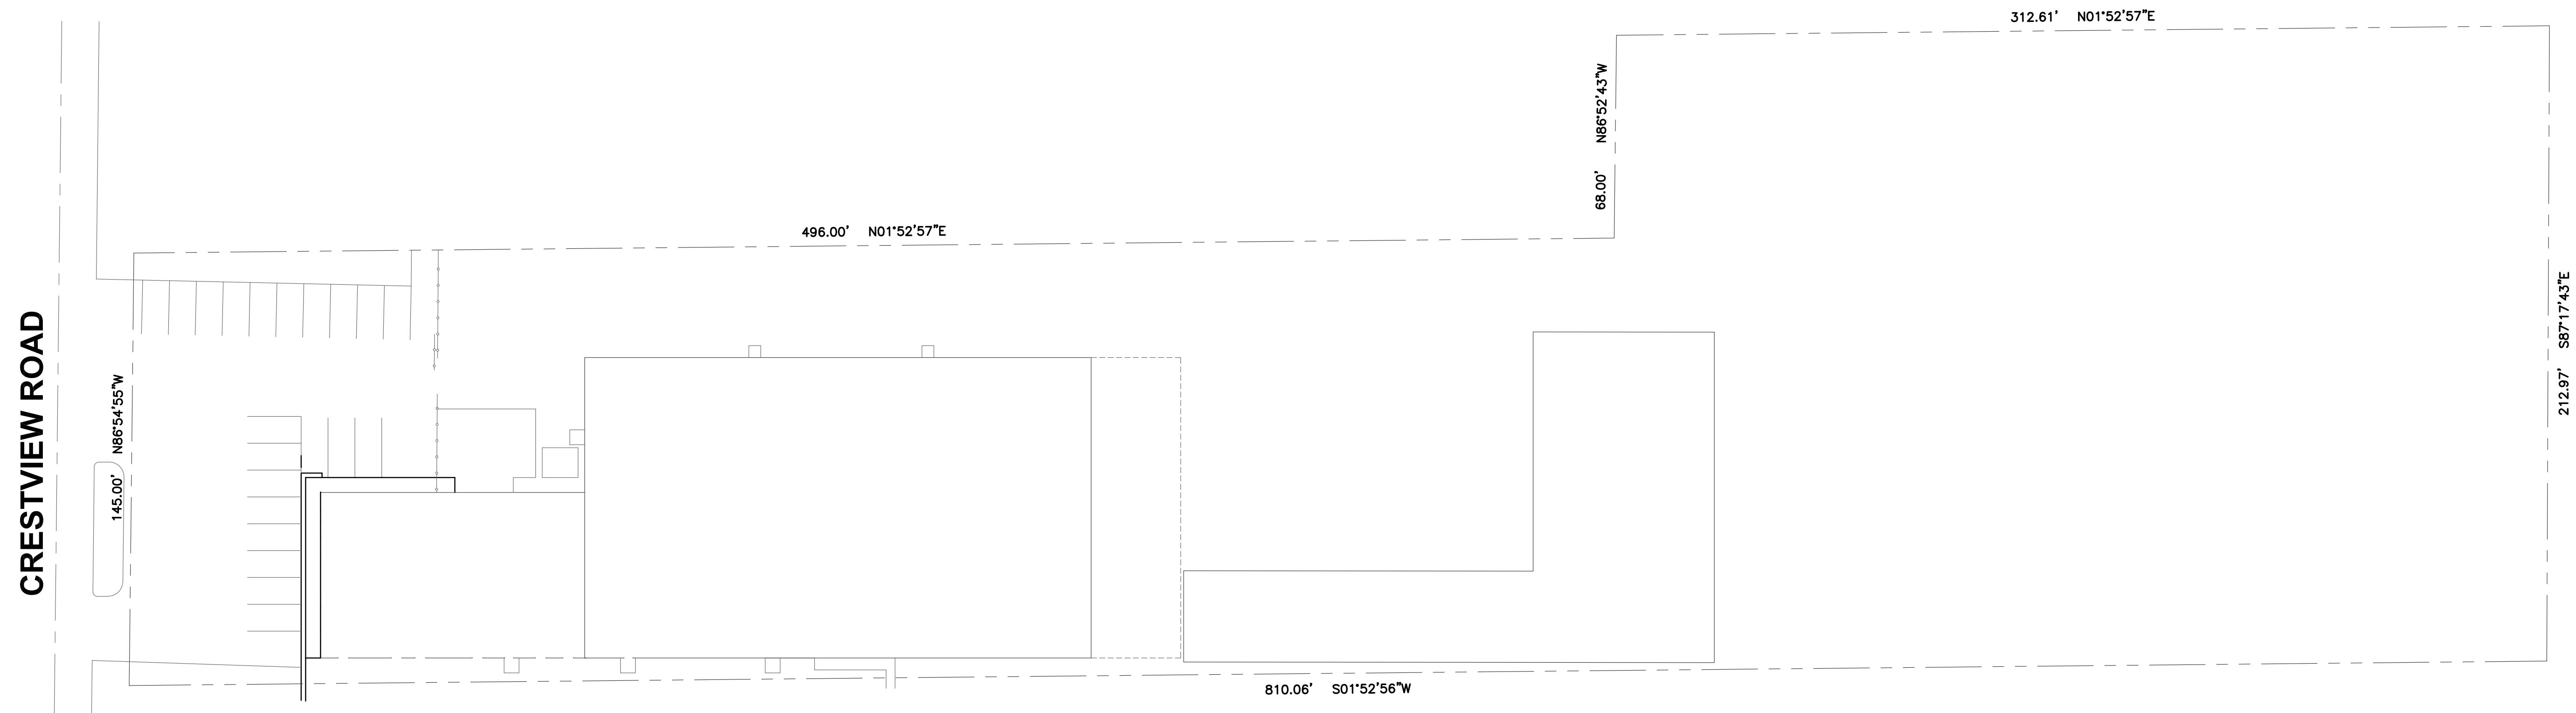 312.61' N01°52'57"E
68.00' N86°52'43"W
496.00' N01°52'57"E
212.97' S87°17'43"E
CRESTVIEW ROAD
145.00' N86°54'55"W
810.06' S01°52'56"W